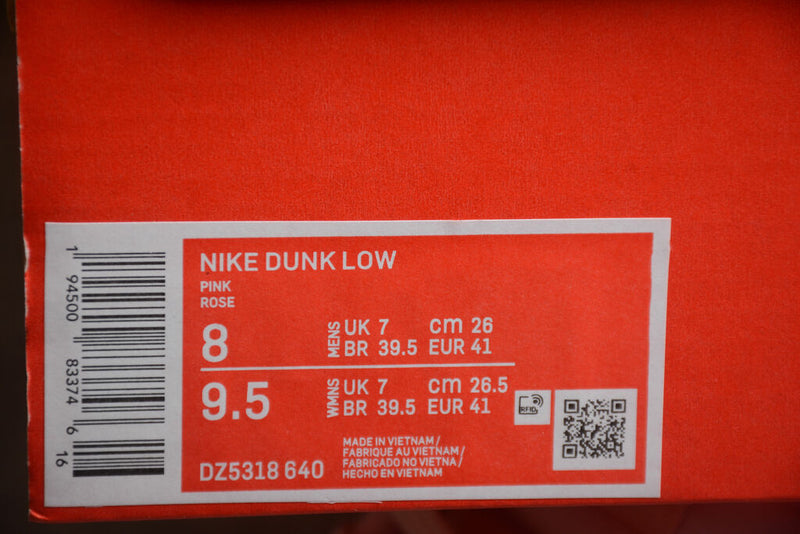 NIKE DUNK LOW
PINK
ROSE
8
MENS
UK 7 cm 26
BR 39.5 EUR 41
9.5
WMNS
UK 7 cm 26.5
BR 39.5 EUR 41
RFID
DZ5318 640
MADE IN VIETNAM/
FABRIQUE AU VIETNAM/
FABRICADO NO VIETNA/
HECHO EN VIETNAM
1 94500 83374 6 16